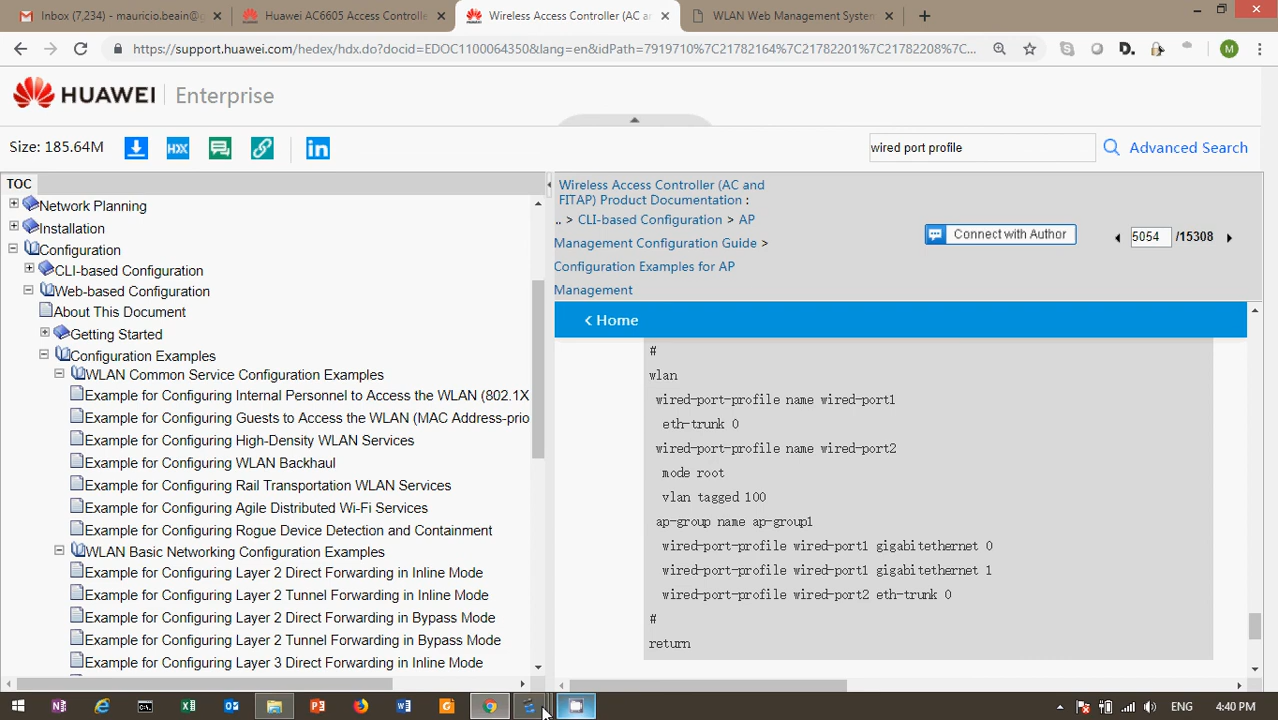 Inbox (7,234) - mauricio.beain@g
Huawei AC6605 Access Controlle
Wireless Access Controller (AC an
WLAN Web Management System
https://support.huawei.com/hedex/hdx.do?docid=EDOC1100064350&lang=en&idPath=7919710%7C21782164%7C21782201%7C21782208%7C...
D.
M
HUAWEI Enterprise
Size: 185.64M
HDX
in
wired port profile
Advanced Search
TOC
Network Planning
Installation
Configuration
CLI-based Configuration
Web-based Configuration
About This Document
Getting Started
Configuration Examples
WLAN Common Service Configuration Examples
Example for Configuring Internal Personnel to Access the WLAN (802.1X
Example for Configuring Guests to Access the WLAN (MAC Address-prio
Example for Configuring High-Density WLAN Services
Example for Configuring WLAN Backhaul
Example for Configuring Rail Transportation WLAN Services
Example for Configuring Agile Distributed Wi-Fi Services
Example for Configuring Rogue Device Detection and Containment
WLAN Basic Networking Configuration Examples
Example for Configuring Layer 2 Direct Forwarding in Inline Mode
Example for Configuring Layer 2 Tunnel Forwarding in Inline Mode
Example for Configuring Layer 2 Direct Forwarding in Bypass Mode
Example for Configuring Layer 2 Tunnel Forwarding in Bypass Mode
Example for Configuring Layer 3 Direct Forwarding in Inline Mode
Wireless Access Controller (AC and
FITAP) Product Documentation :
.. > CLI-based Configuration > AP
Management Configuration Guide >
Configuration Examples for AP
Management
Connect with Author
5054 /15308
< Home
#
wlan
wired-port-profile name wired-port1
eth-trunk 0
wired-port-profile name wired-port2
mode root
vlan tagged 100
ap-group name ap-group1
wired-port-profile wired-port1 gigabitethernet 0
wired-port-profile wired-port1 gigabitethernet 1
wired-port-profile wired-port2 eth-trunk 0
#
return
ENG
4:40 PM